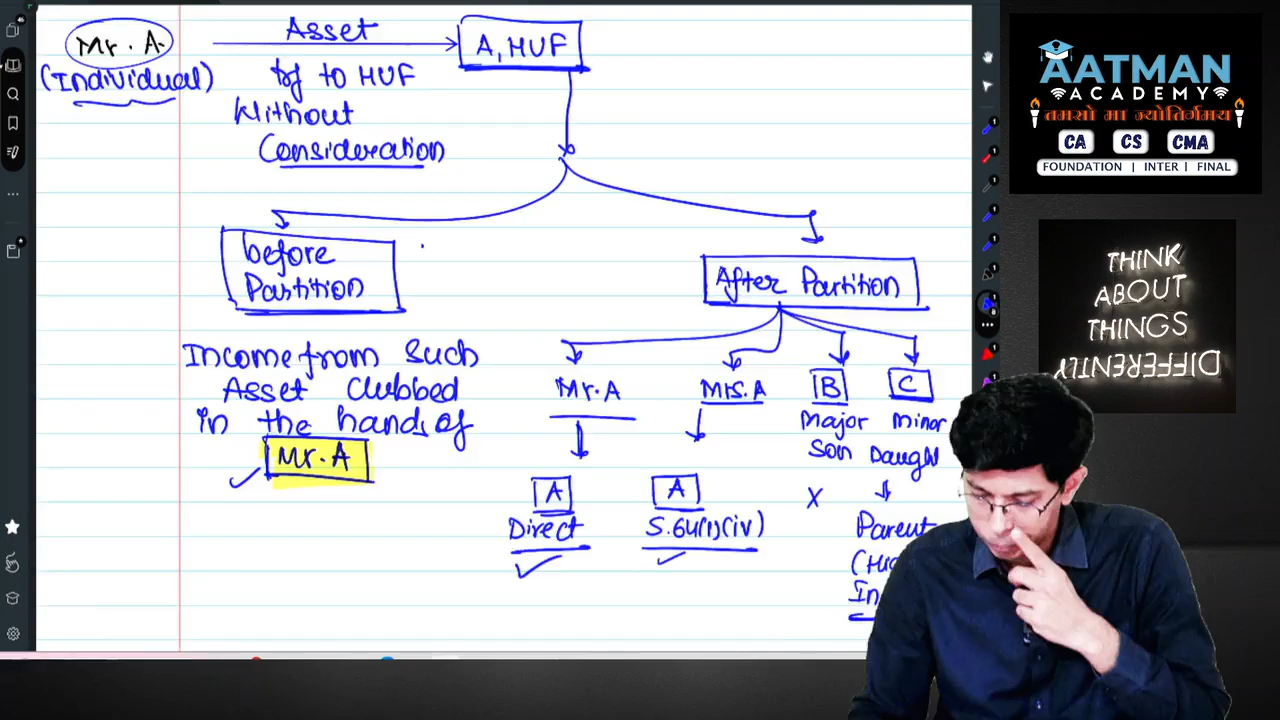 Mr. A
(Individual)
Asset
trf to HUF
Without
Consideration
A, HUF
before
Partition
After Partition
Income from Such
Asset Clubbed
in the hands of
Mr. A
Mr. A
Mrs. A
B
C
Major
Son
minor
Daugh
A
Direct
A
S.64(1)(iv)
X
Parent
AATMAN
ACADEMY
तमसो मा ज्योतिर्गमय
CA
CS
CMA
FOUNDATION | INTER | FINAL
THINK
ABOUT
THINGS
DIFFERENTLY